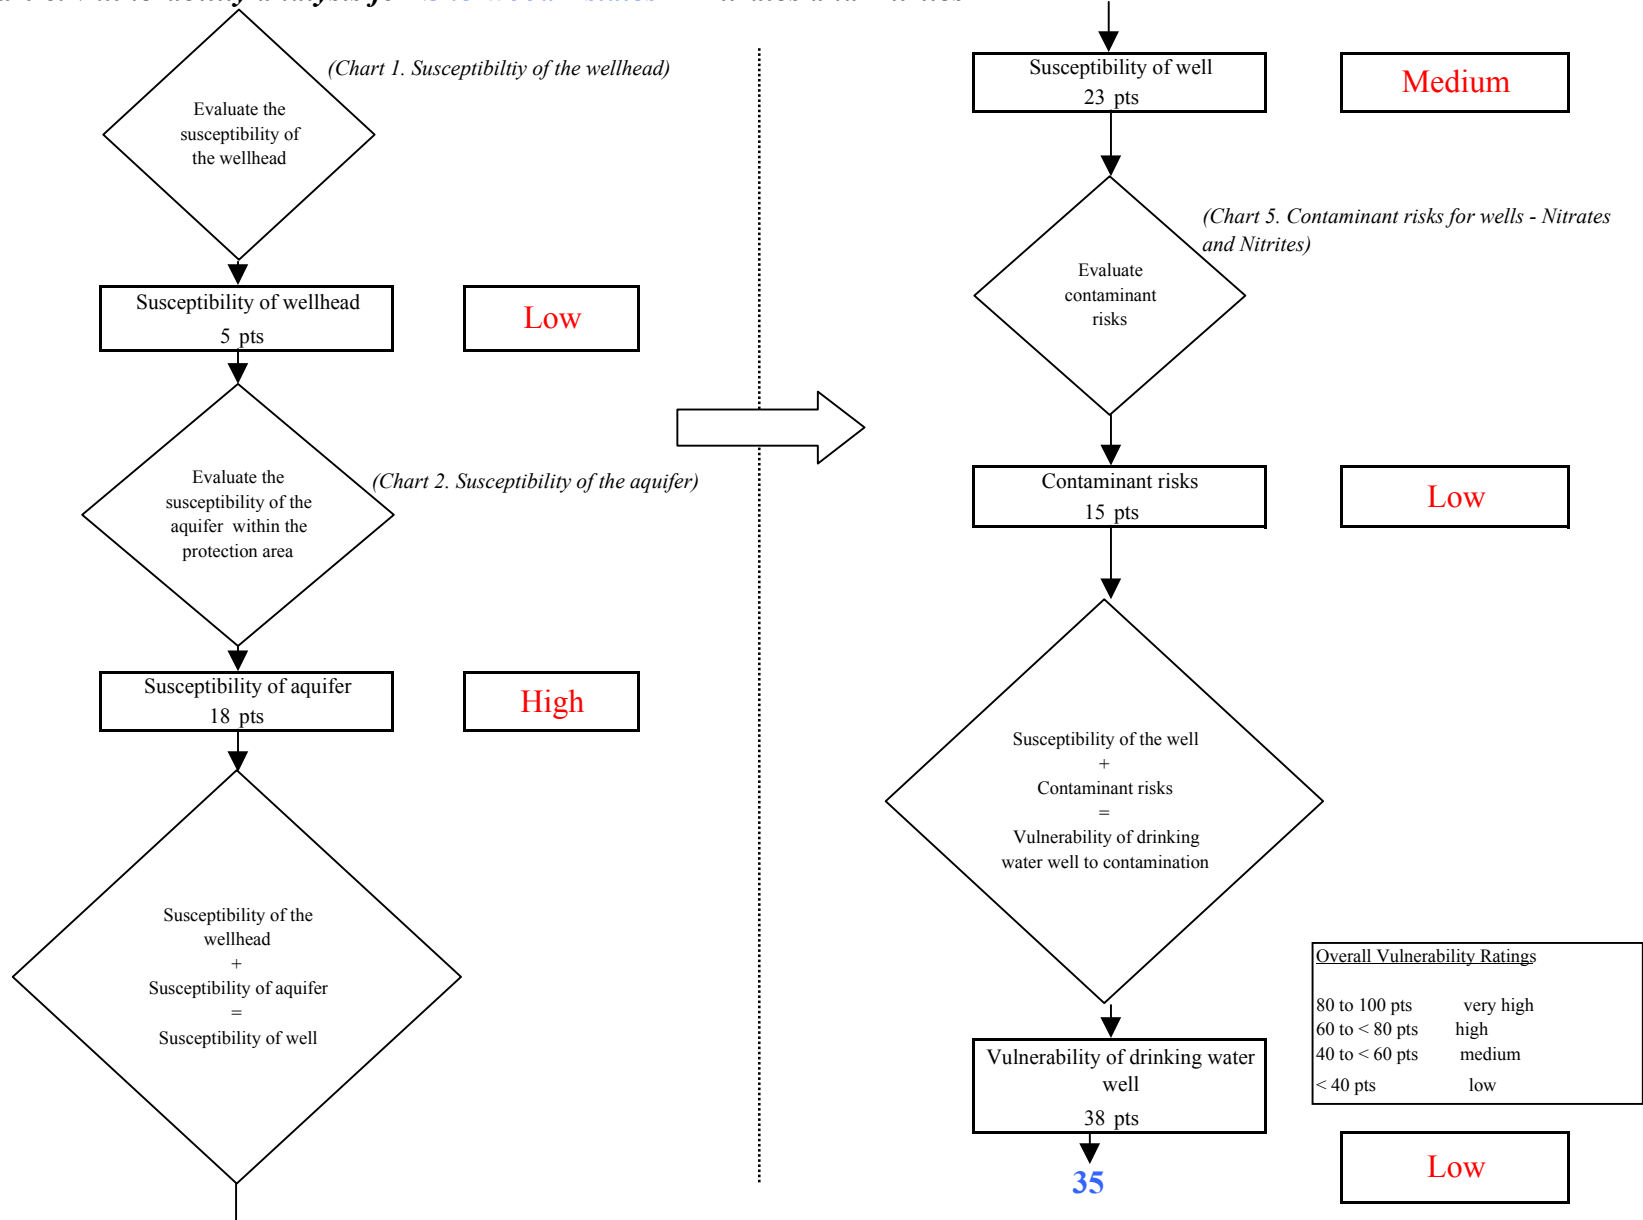 (Chart 1. Susceptibiltiy of the wellhead)
Evaluate the
susceptibility of
the wellhead
Susceptibility of wellhead
5 pts
Low
Evaluate the
susceptibility of the
aquifer within the
protection area
(Chart 2. Susceptibility of the aquifer)
Susceptibility of aquifer
18 pts
High
Susceptibility of the
wellhead
+
Susceptibility of aquifer
=
Susceptibility of well
Susceptibility of well
23 pts
Medium
(Chart 5. Contaminant risks for wells - Nitrates
and Nitrites)
Evaluate
contaminant
risks
Contaminant risks
15 pts
Low
Susceptibility of the well
+
Contaminant risks
=
Vulnerability of drinking
water well to contamination
Overall Vulnerability Ratings
80 to 100 pts very high
60 to < 80 pts high
40 to < 60 pts medium
< 40 pts low
Vulnerability of drinking water
well
38 pts
35
Low